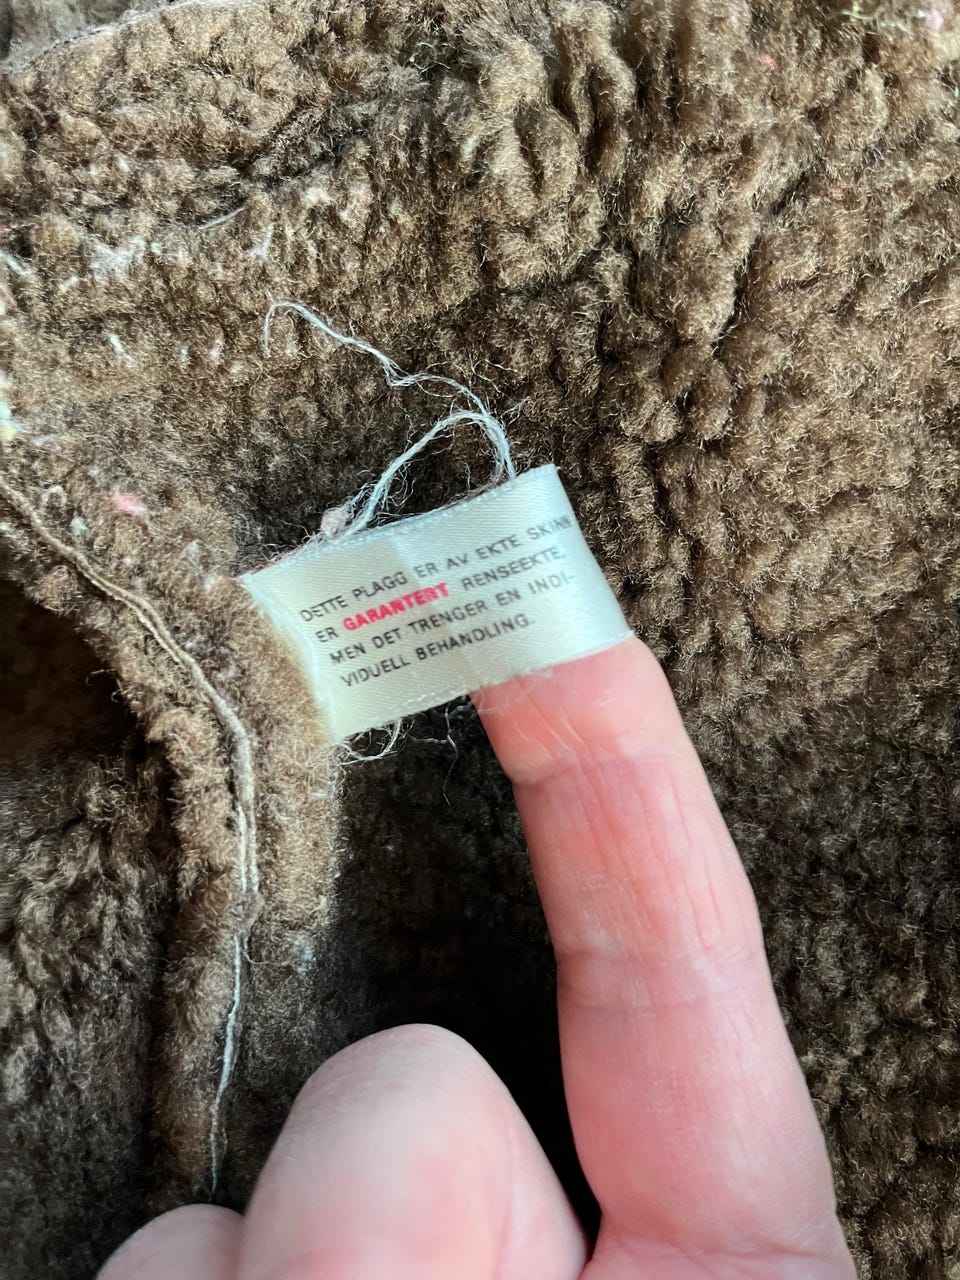 DETTE PLAGG ER AV EKTE SKINN
ER GARANTERT RENSEEKTE,
MEN DET TRENGER EN INDI-
VIDUELL BEHANDLING.